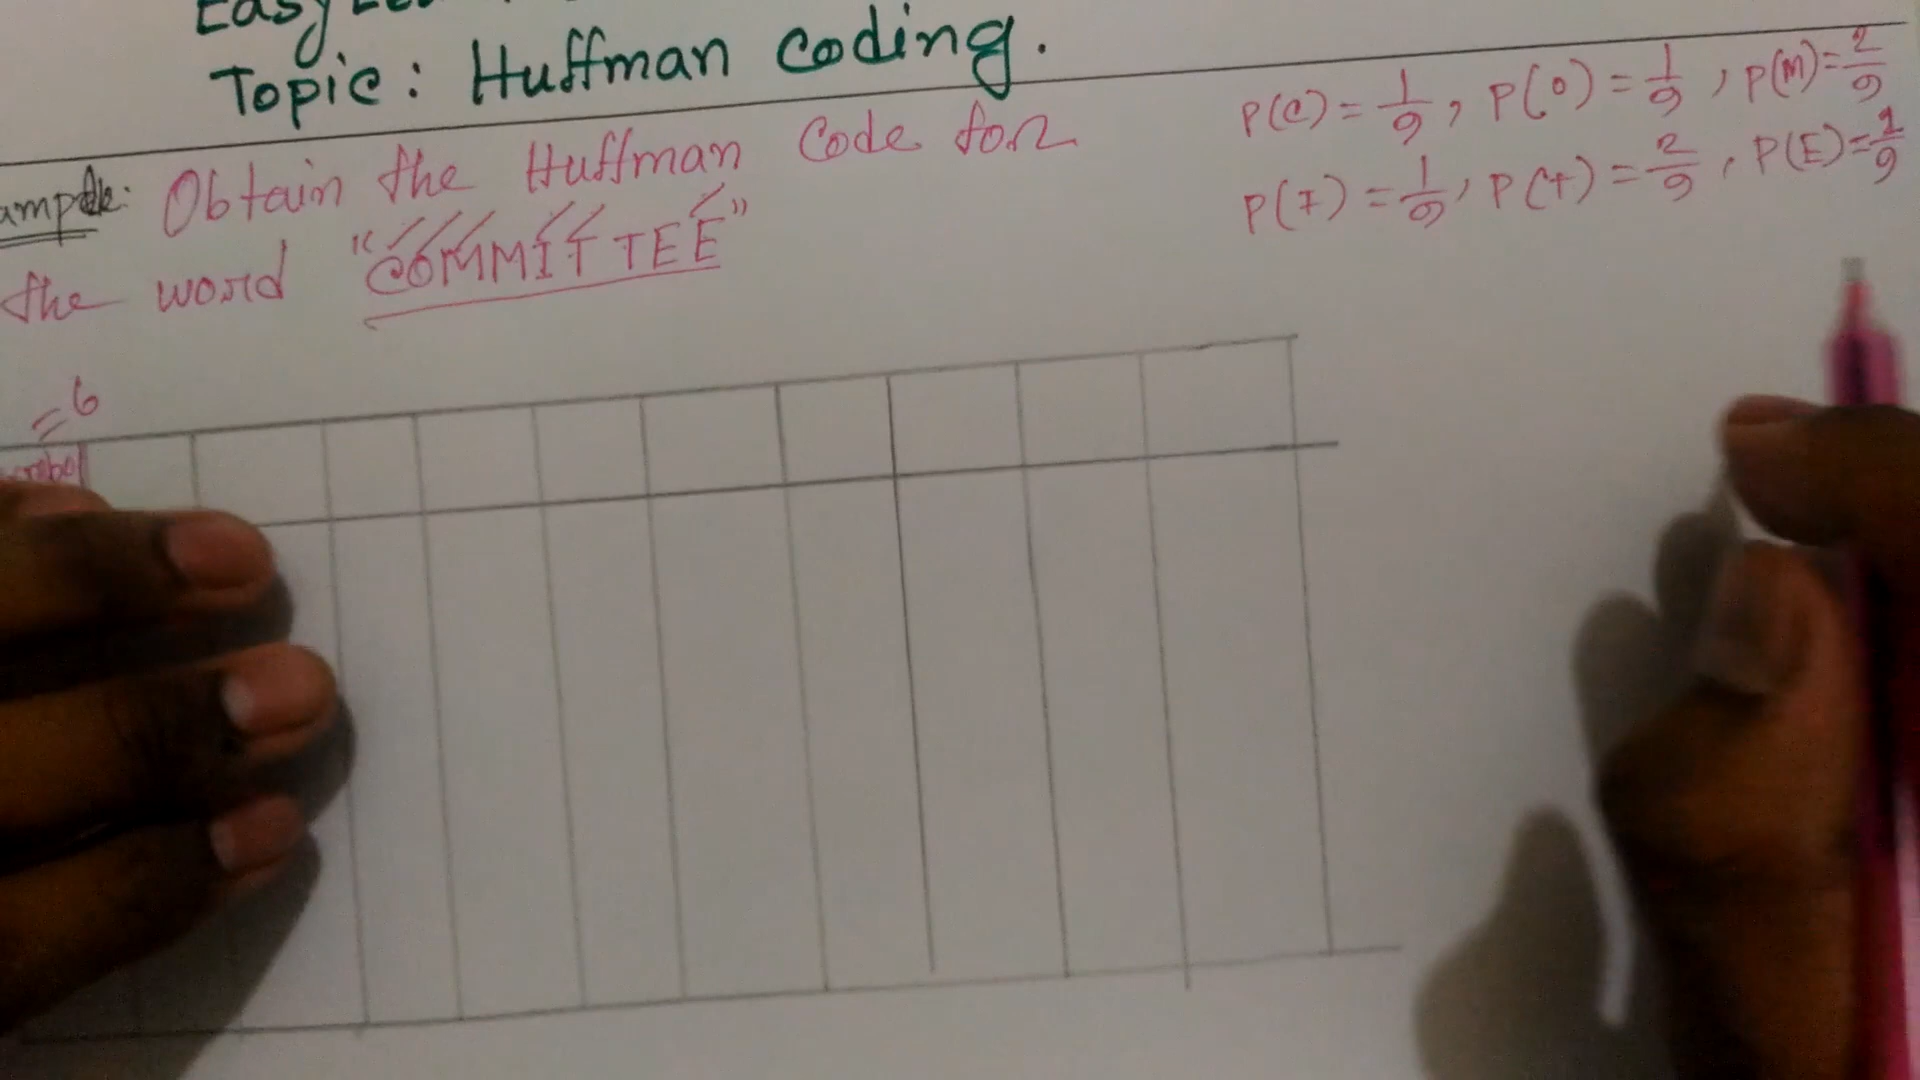 Topic: Huffman coding.
Obtain the Huffman Code for
the word "COMMITTEE"
P(C) = 1/9, P(O) = 1/9, P(M) = 2/9
P(I) = 1/9, P(T) = 2/9, P(E) = 2/9
= 6